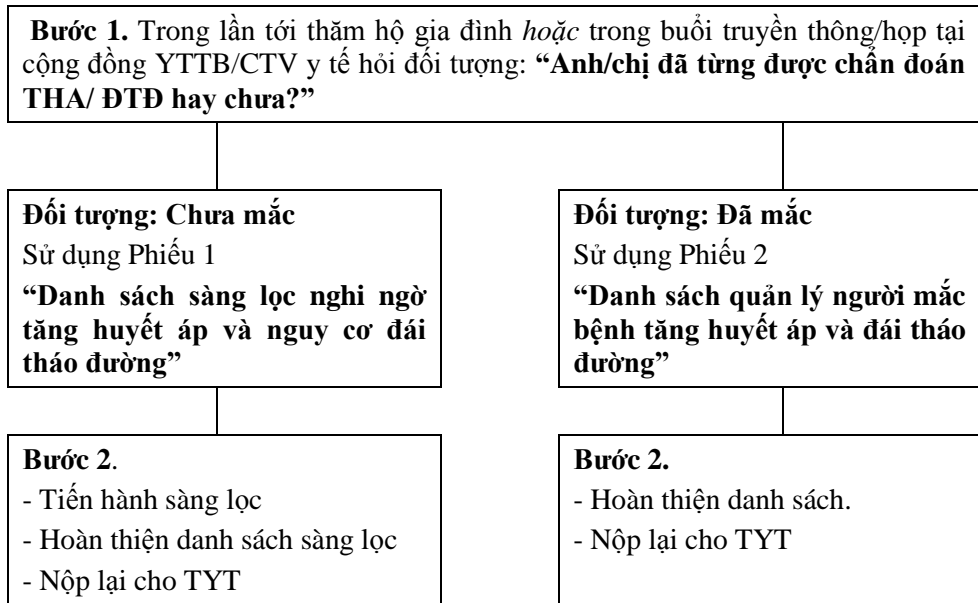 Bước 1. Trong lần tới thăm hộ gia đình hoặc trong buổi truyền thông/họp tại
cộng đồng YTTB/CTV y tế hỏi đối tượng: “Anh/chị đã từng được chẩn đoán
THA/ ĐTĐ hay chưa?”
Đối tượng: Chưa mắc
Sử dụng Phiếu 1
“Danh sách sàng lọc nghi ngờ
tăng huyết áp và nguy cơ đái
tháo đường”
Đối tượng: Đã mắc
Sử dụng Phiếu 2
“Danh sách quản lý người mắc
bệnh tăng huyết áp và đái tháo
đường”
Bước 2.
- Tiến hành sàng lọc
- Hoàn thiện danh sách sàng lọc
- Nộp lại cho TYT
Bước 2.
- Hoàn thiện danh sách.
- Nộp lại cho TYT